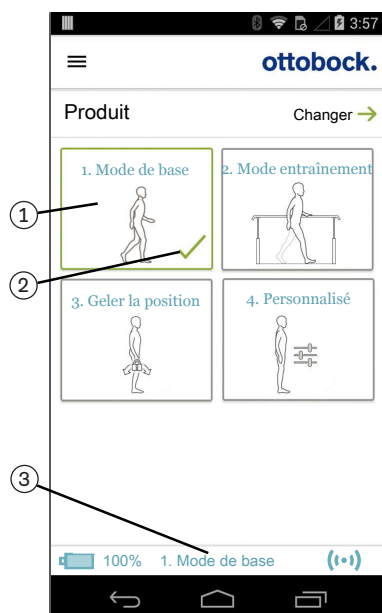 3:57
ottobock.
Produit
Changer
1. Mode de base
2. Mode entraînement
1
2
3. Geler la position
4. Personnalisé
3
100% 1. Mode de base